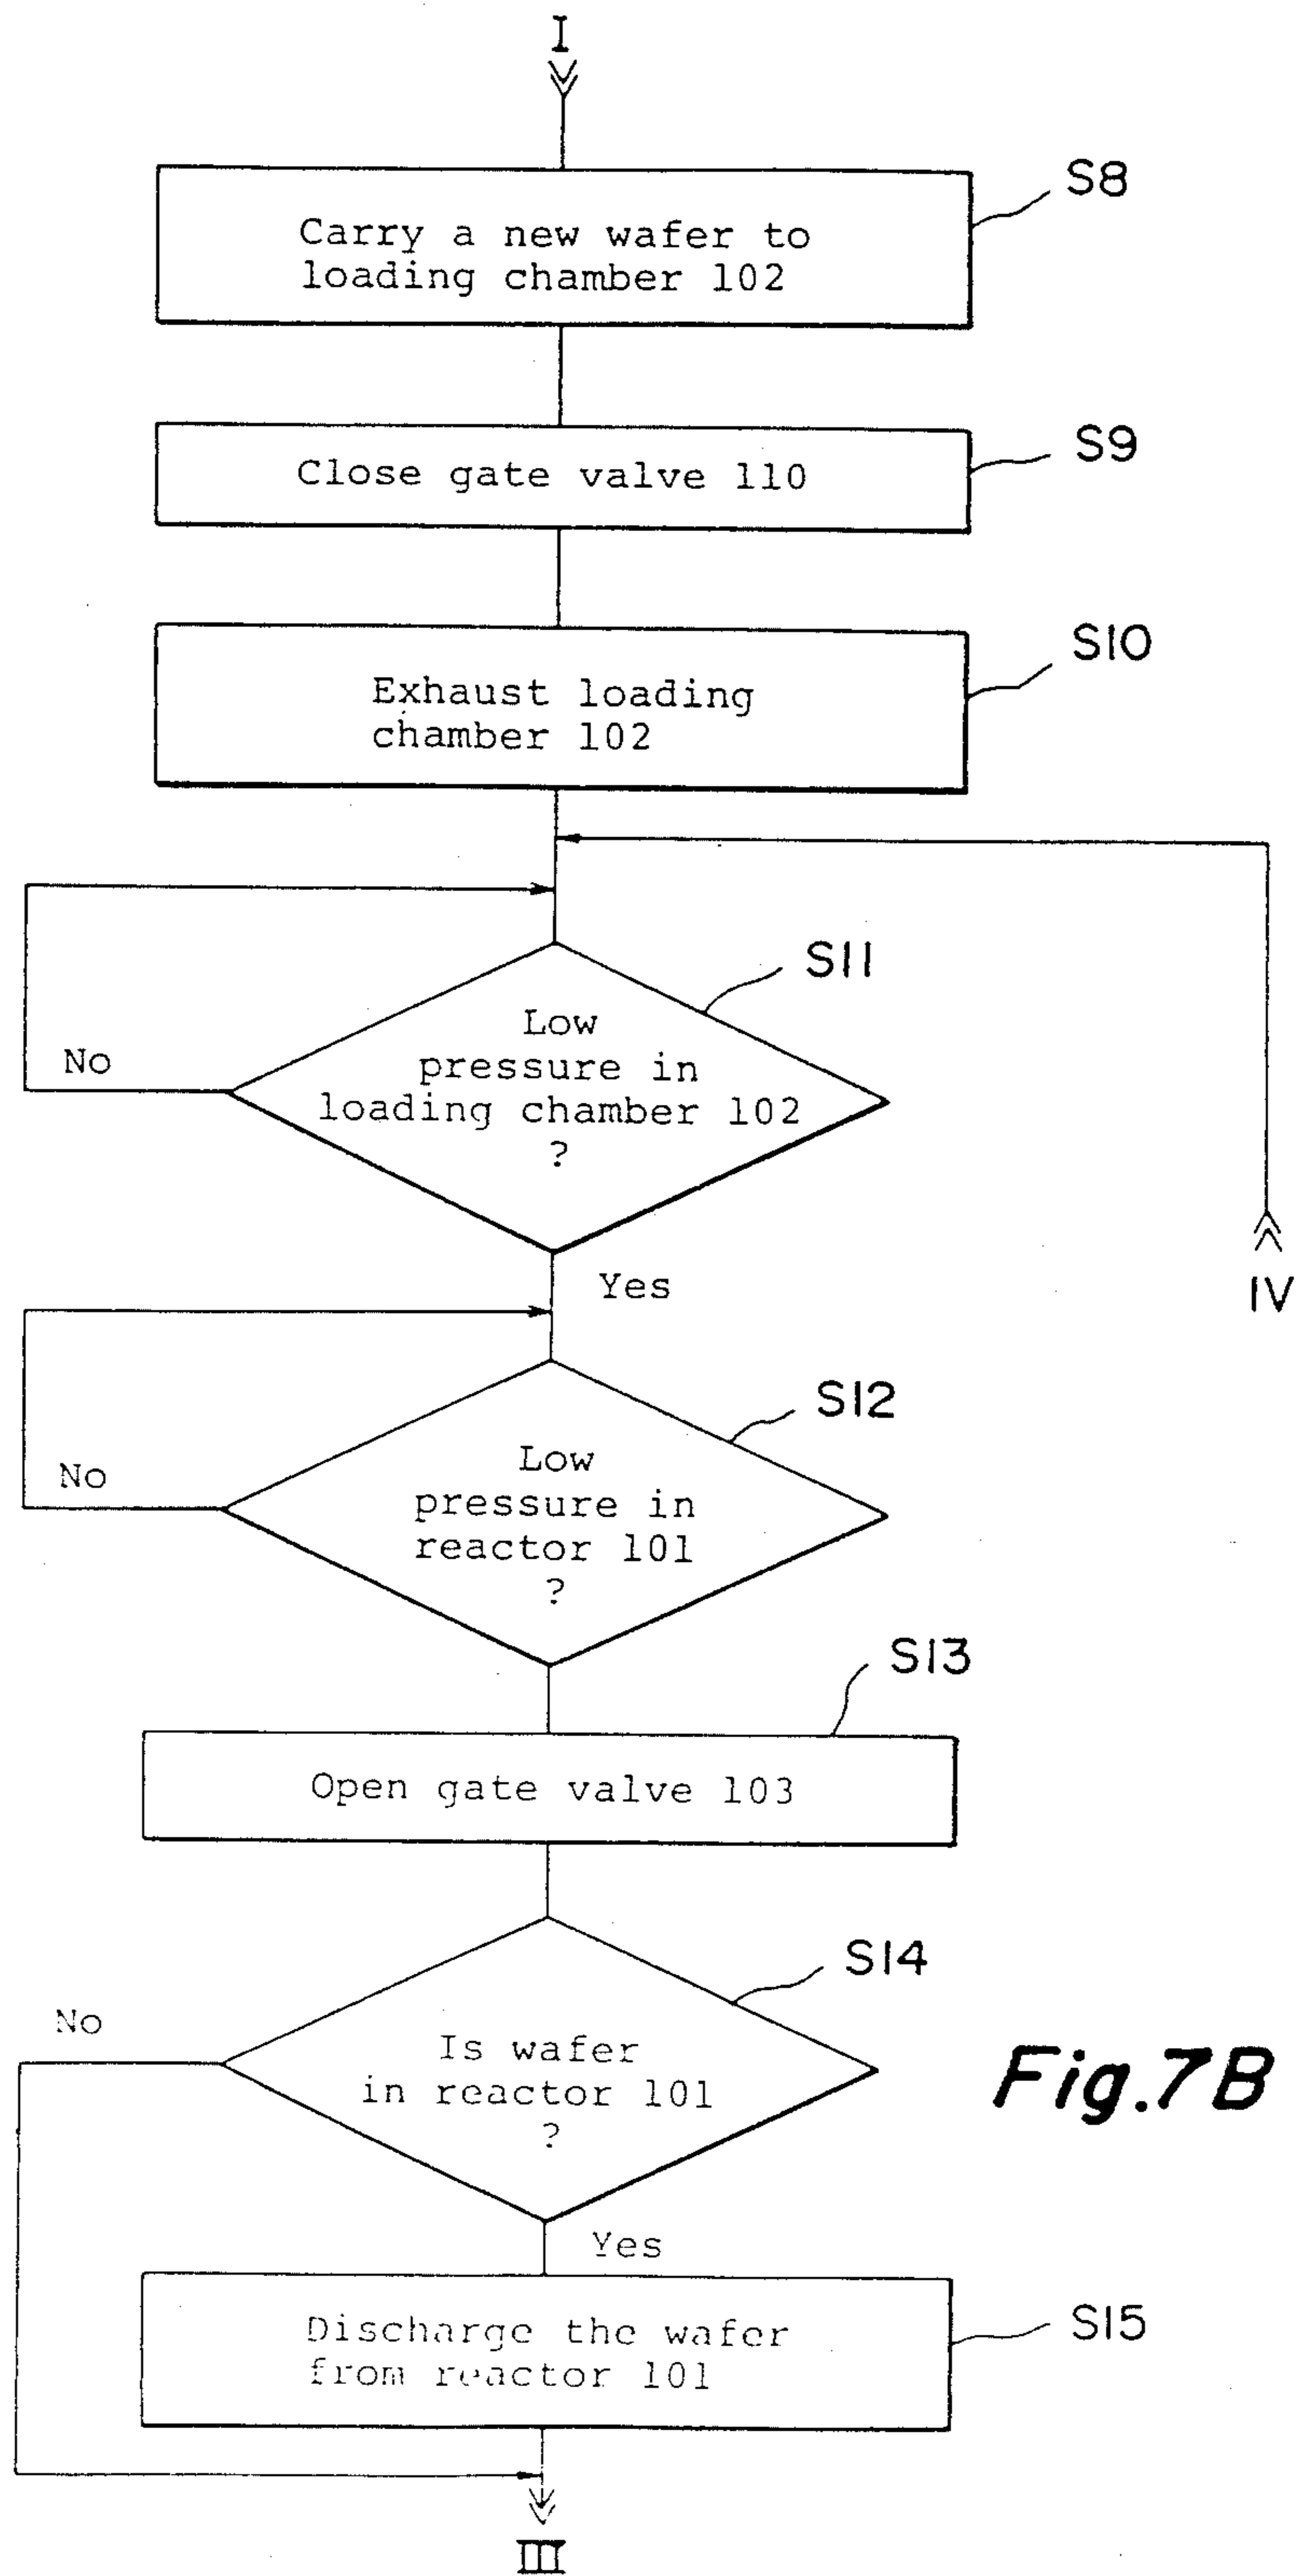 I
S8
Carry a new wafer to
loading chamber 102
S9
Close gate valve 110
S10
Exhaust loading
chamber 102
S11
Low
pressure in
loading chamber 102
?
No
Yes
IV
S12
Low
pressure in
reactor 101
?
No
S13
Open gate valve 103
S14
Is wafer
in reactor 101
?
No
Yes
Fig.7B
S15
Discharge the wafer
from reactor 101
III